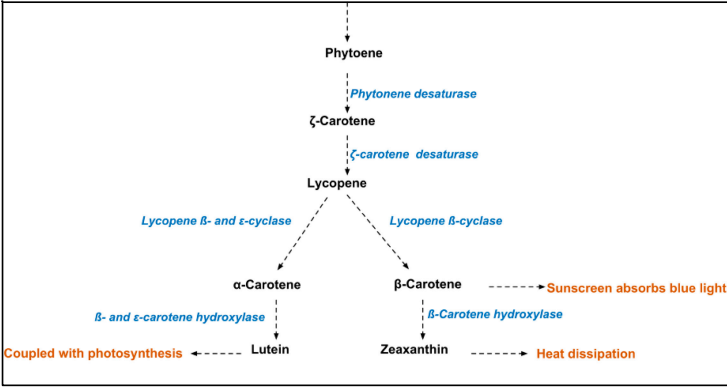 Phytoene
Phytonene desaturase
ζ-Carotene
ζ-carotene desaturase
Lycopene
Lycopene ß- and ε-cyclase
Lycopene ß-cyclase
α-Carotene
β-Carotene
Sunscreen absorbs blue light
ß- and ε-carotene hydroxylase
ß-Carotene hydroxylase
Coupled with photosynthesis
Lutein
Zeaxanthin
Heat dissipation